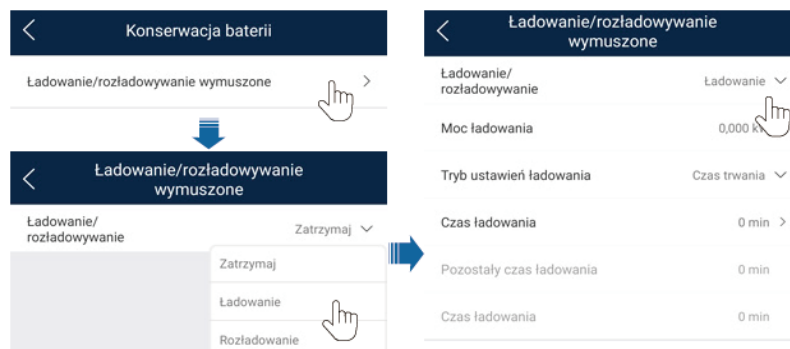 Konserwacja baterii
Ładowanie/rozładowywanie wymuszone
Ładowanie/rozładowywanie
wymuszone
Ładowanie/
rozładowywanie
Zatrzymaj
Zatrzymaj
Ładowanie
Rozładowanie
Ładowanie/rozładowywanie
wymuszone
Ładowanie/
rozładowywanie
Ładowanie
Moc ładowania
0,000
Tryb ustawień ładowania
Czas trwania
Czas ładowania
0 min
Pozostały czas ładowania
0 min
Czas ładowania
0 min